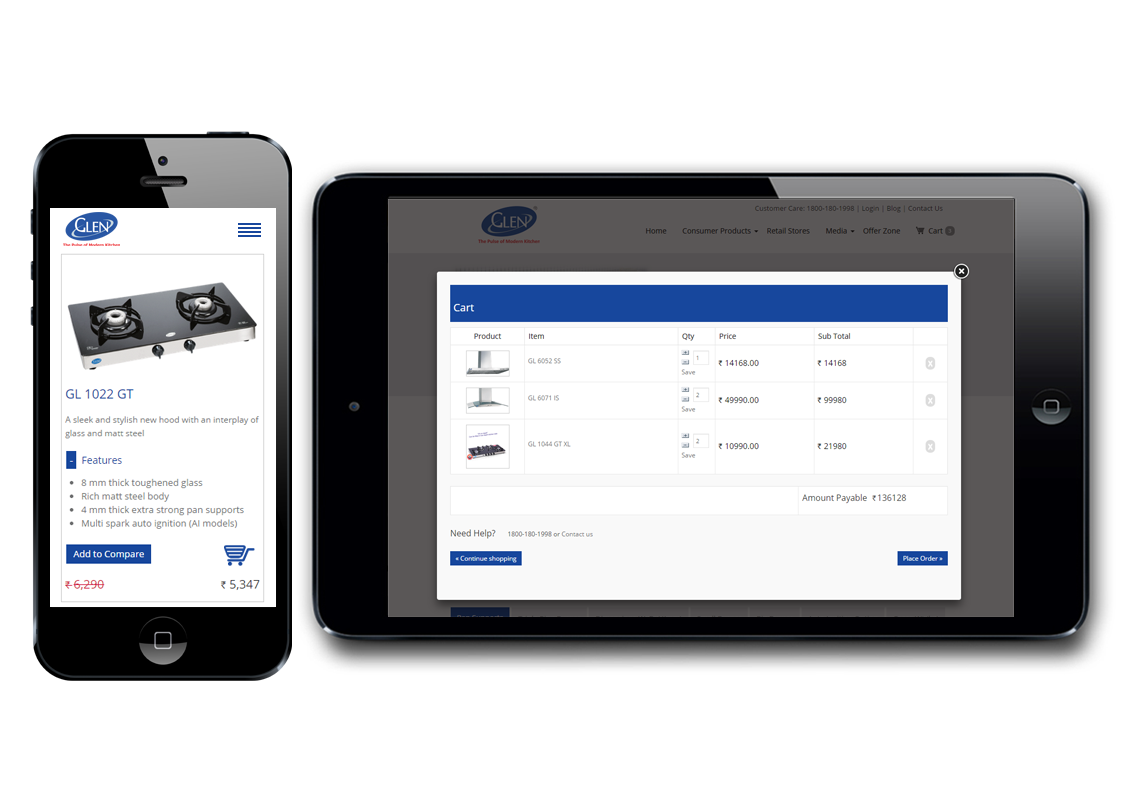 GLEN
The Pulse of Modern Kitchen
GL 1022 GT
A sleek and stylish new hood with an interplay of
glass and matt steel
- Features
8 mm thick toughened glass
Rich matt steel body
4 mm thick extra strong pan supports
Multi spark auto ignition (AI models)
Add to Compare
₹ 6,290 ₹ 5,347
GLEN®
The Pulse of Modern Kitchen
Customer Care: 1800-180-1998 | Login | Blog | Contact Us
Home Consumer Products Retail Stores Media Offer Zone Cart
Cart
Product Item Qty Price Sub Total
GL 6052 SS 1 Save ₹ 14168.00 ₹ 14168 X
GL 6071 IS 2 Save ₹ 49990.00 ₹ 99980 X
GL 1044 GT XL 2 Save ₹ 10990.00 ₹ 21980 X
Amount Payable ₹136128
Need Help? 1800-180-1998 or Contact us
« Continue shopping Place Order »
Pan Supports